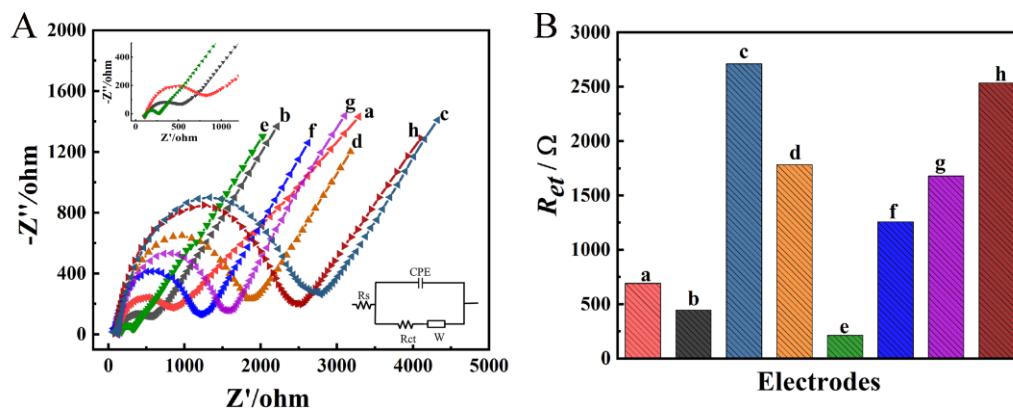 A
2000
1600
1200
800
400
0
-Z''/ohm
0 1000 2000 3000 4000 5000
Z'/ohm
400
200
0
-Z''/ohm
0 500 1000
Z'/ohm
e
b
f
g
a
d
h
c
CPE
Rs
Rct W
B
3000
2500
2000
1500
1000
500
0
Ret / Ω
a
b
c
d
e
f
g
h
Electrodes